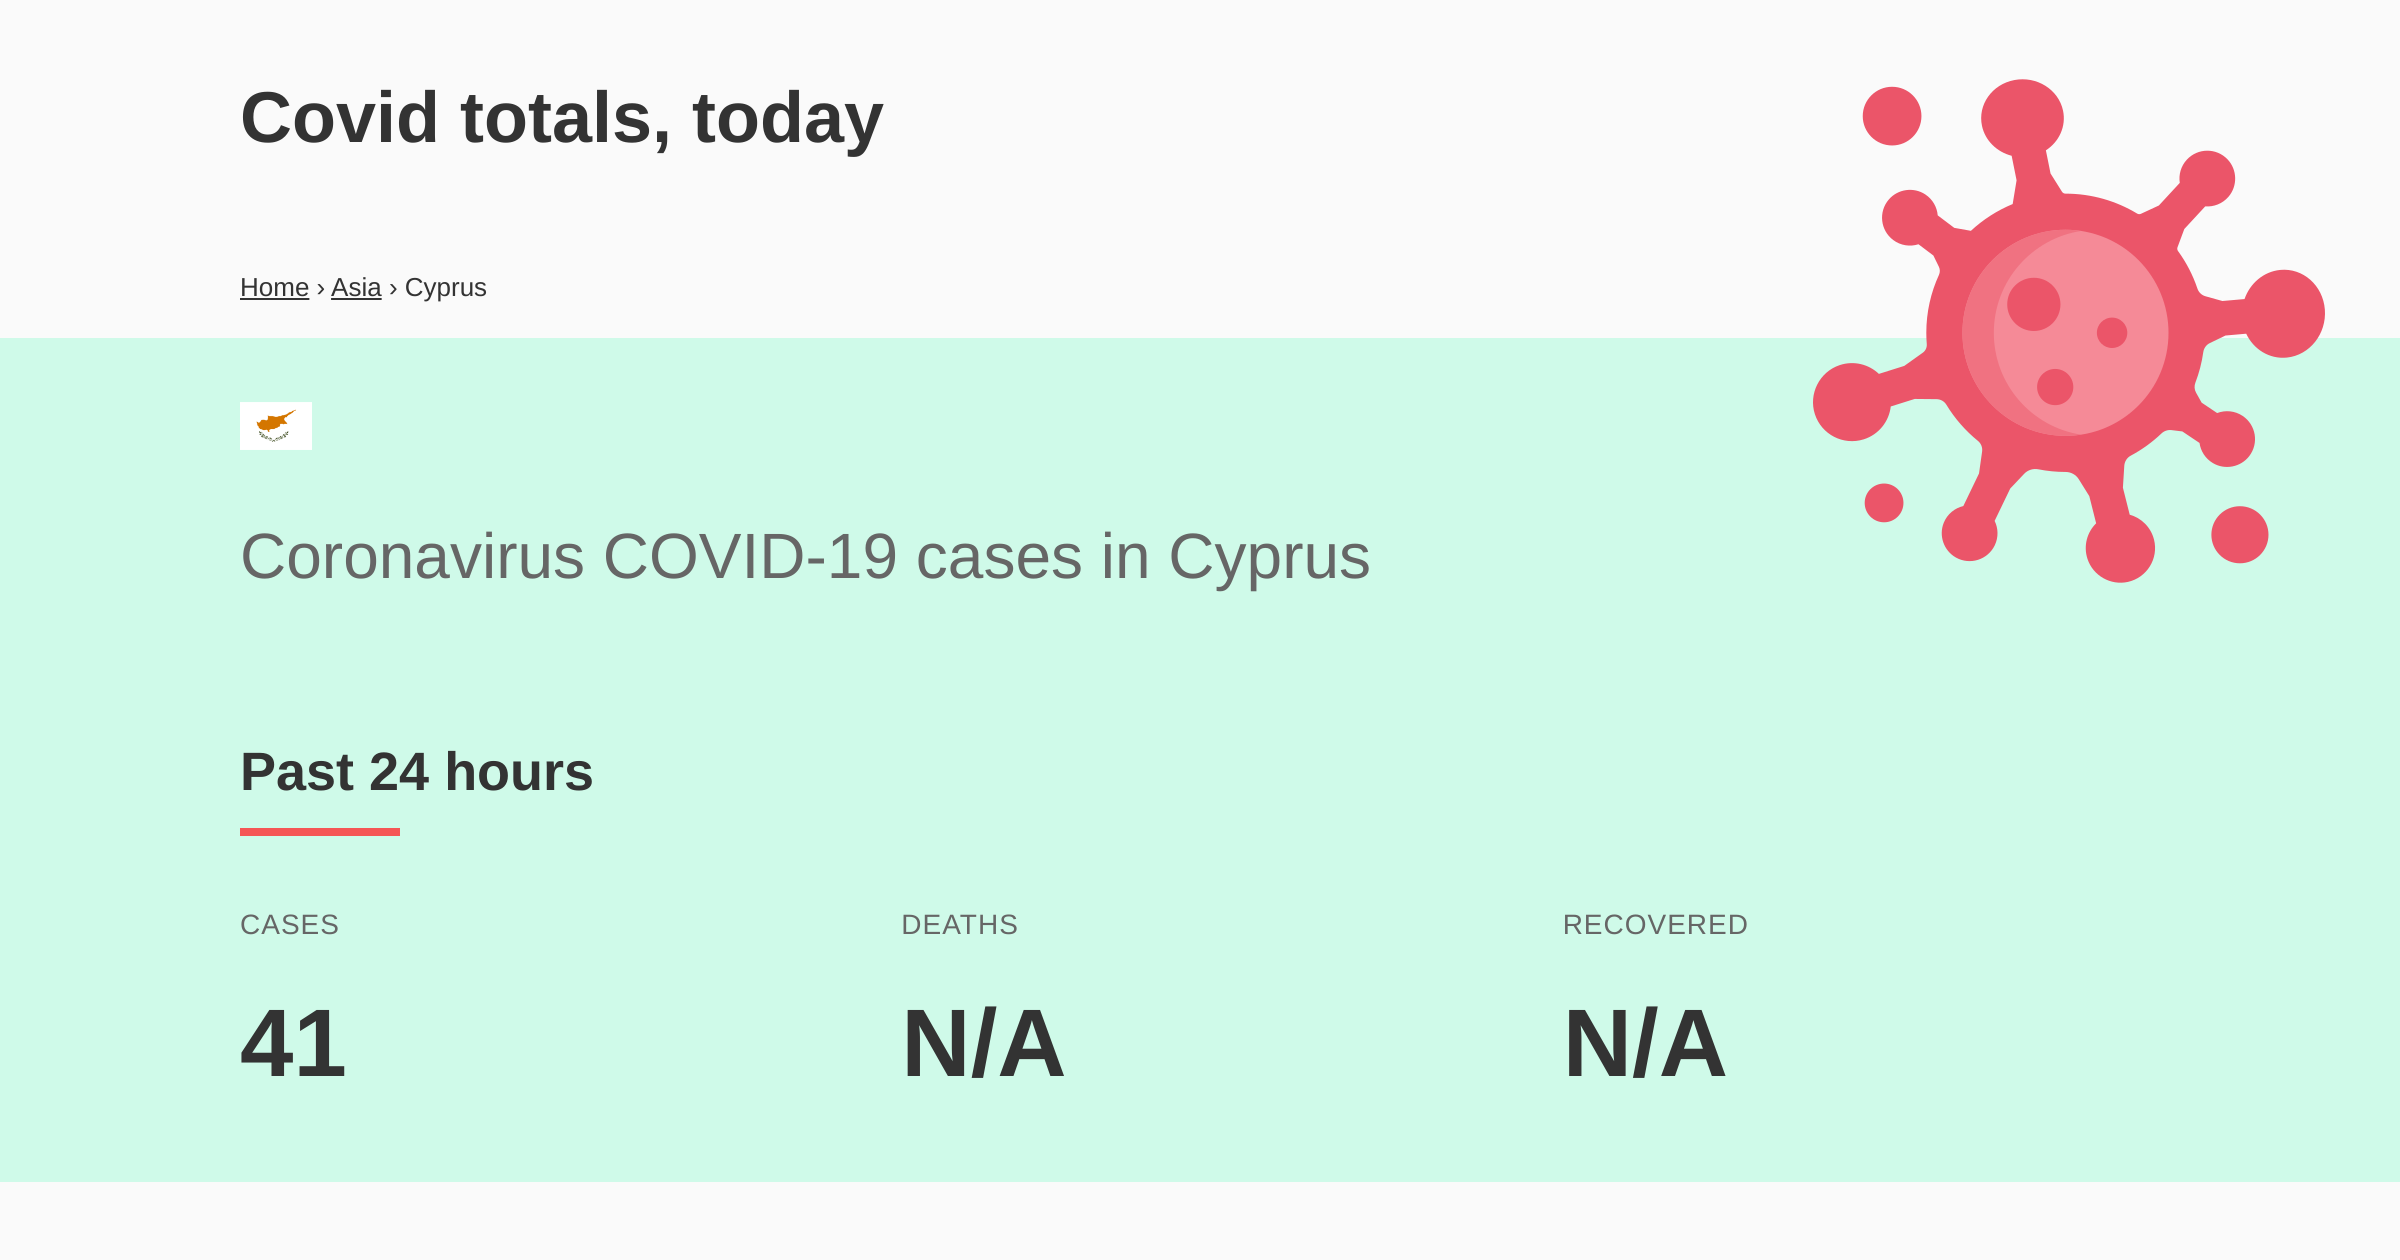 Covid totals, today
Home › Asia › Cyprus
Coronavirus COVID-19 cases in Cyprus
Past 24 hours
CASES
DEATHS
RECOVERED
41
N/A
N/A